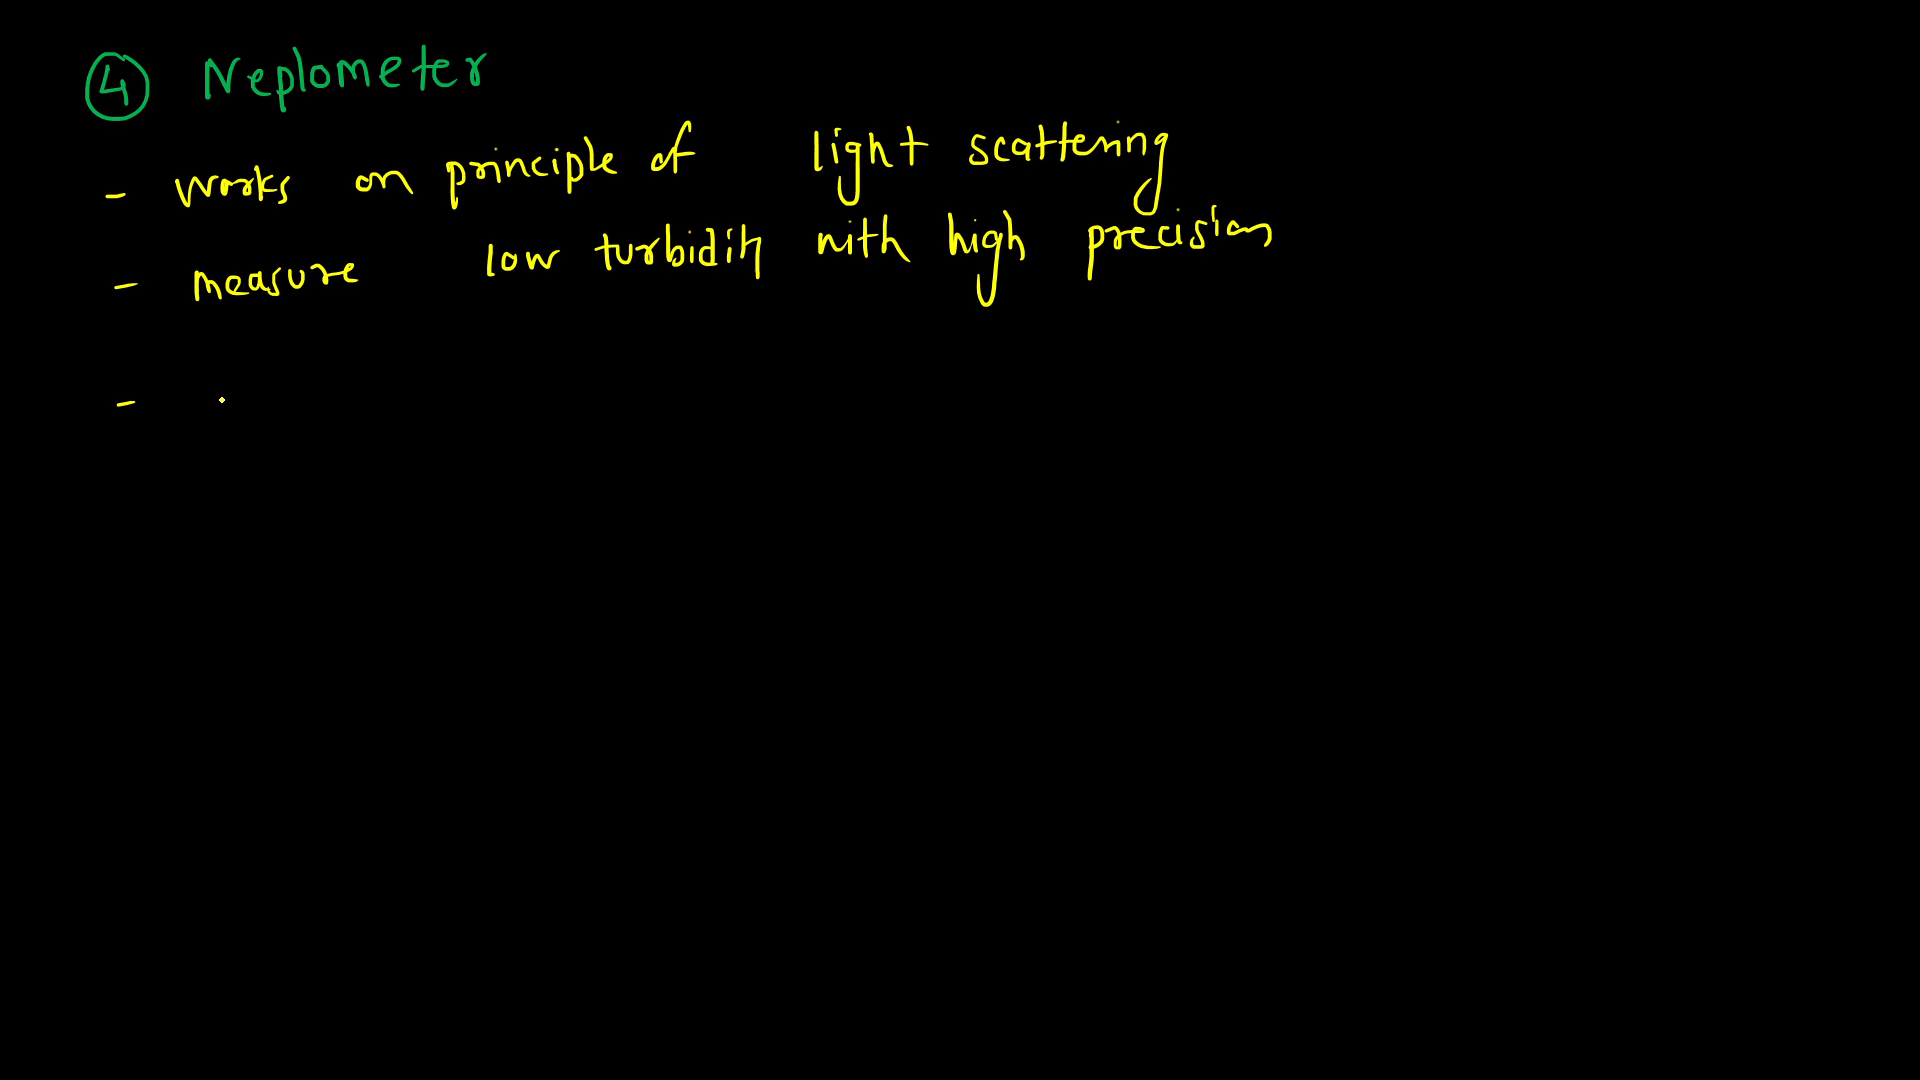 ④ Neplometer
- works on principle of light scattering
- measure low turbidity with high precision
-